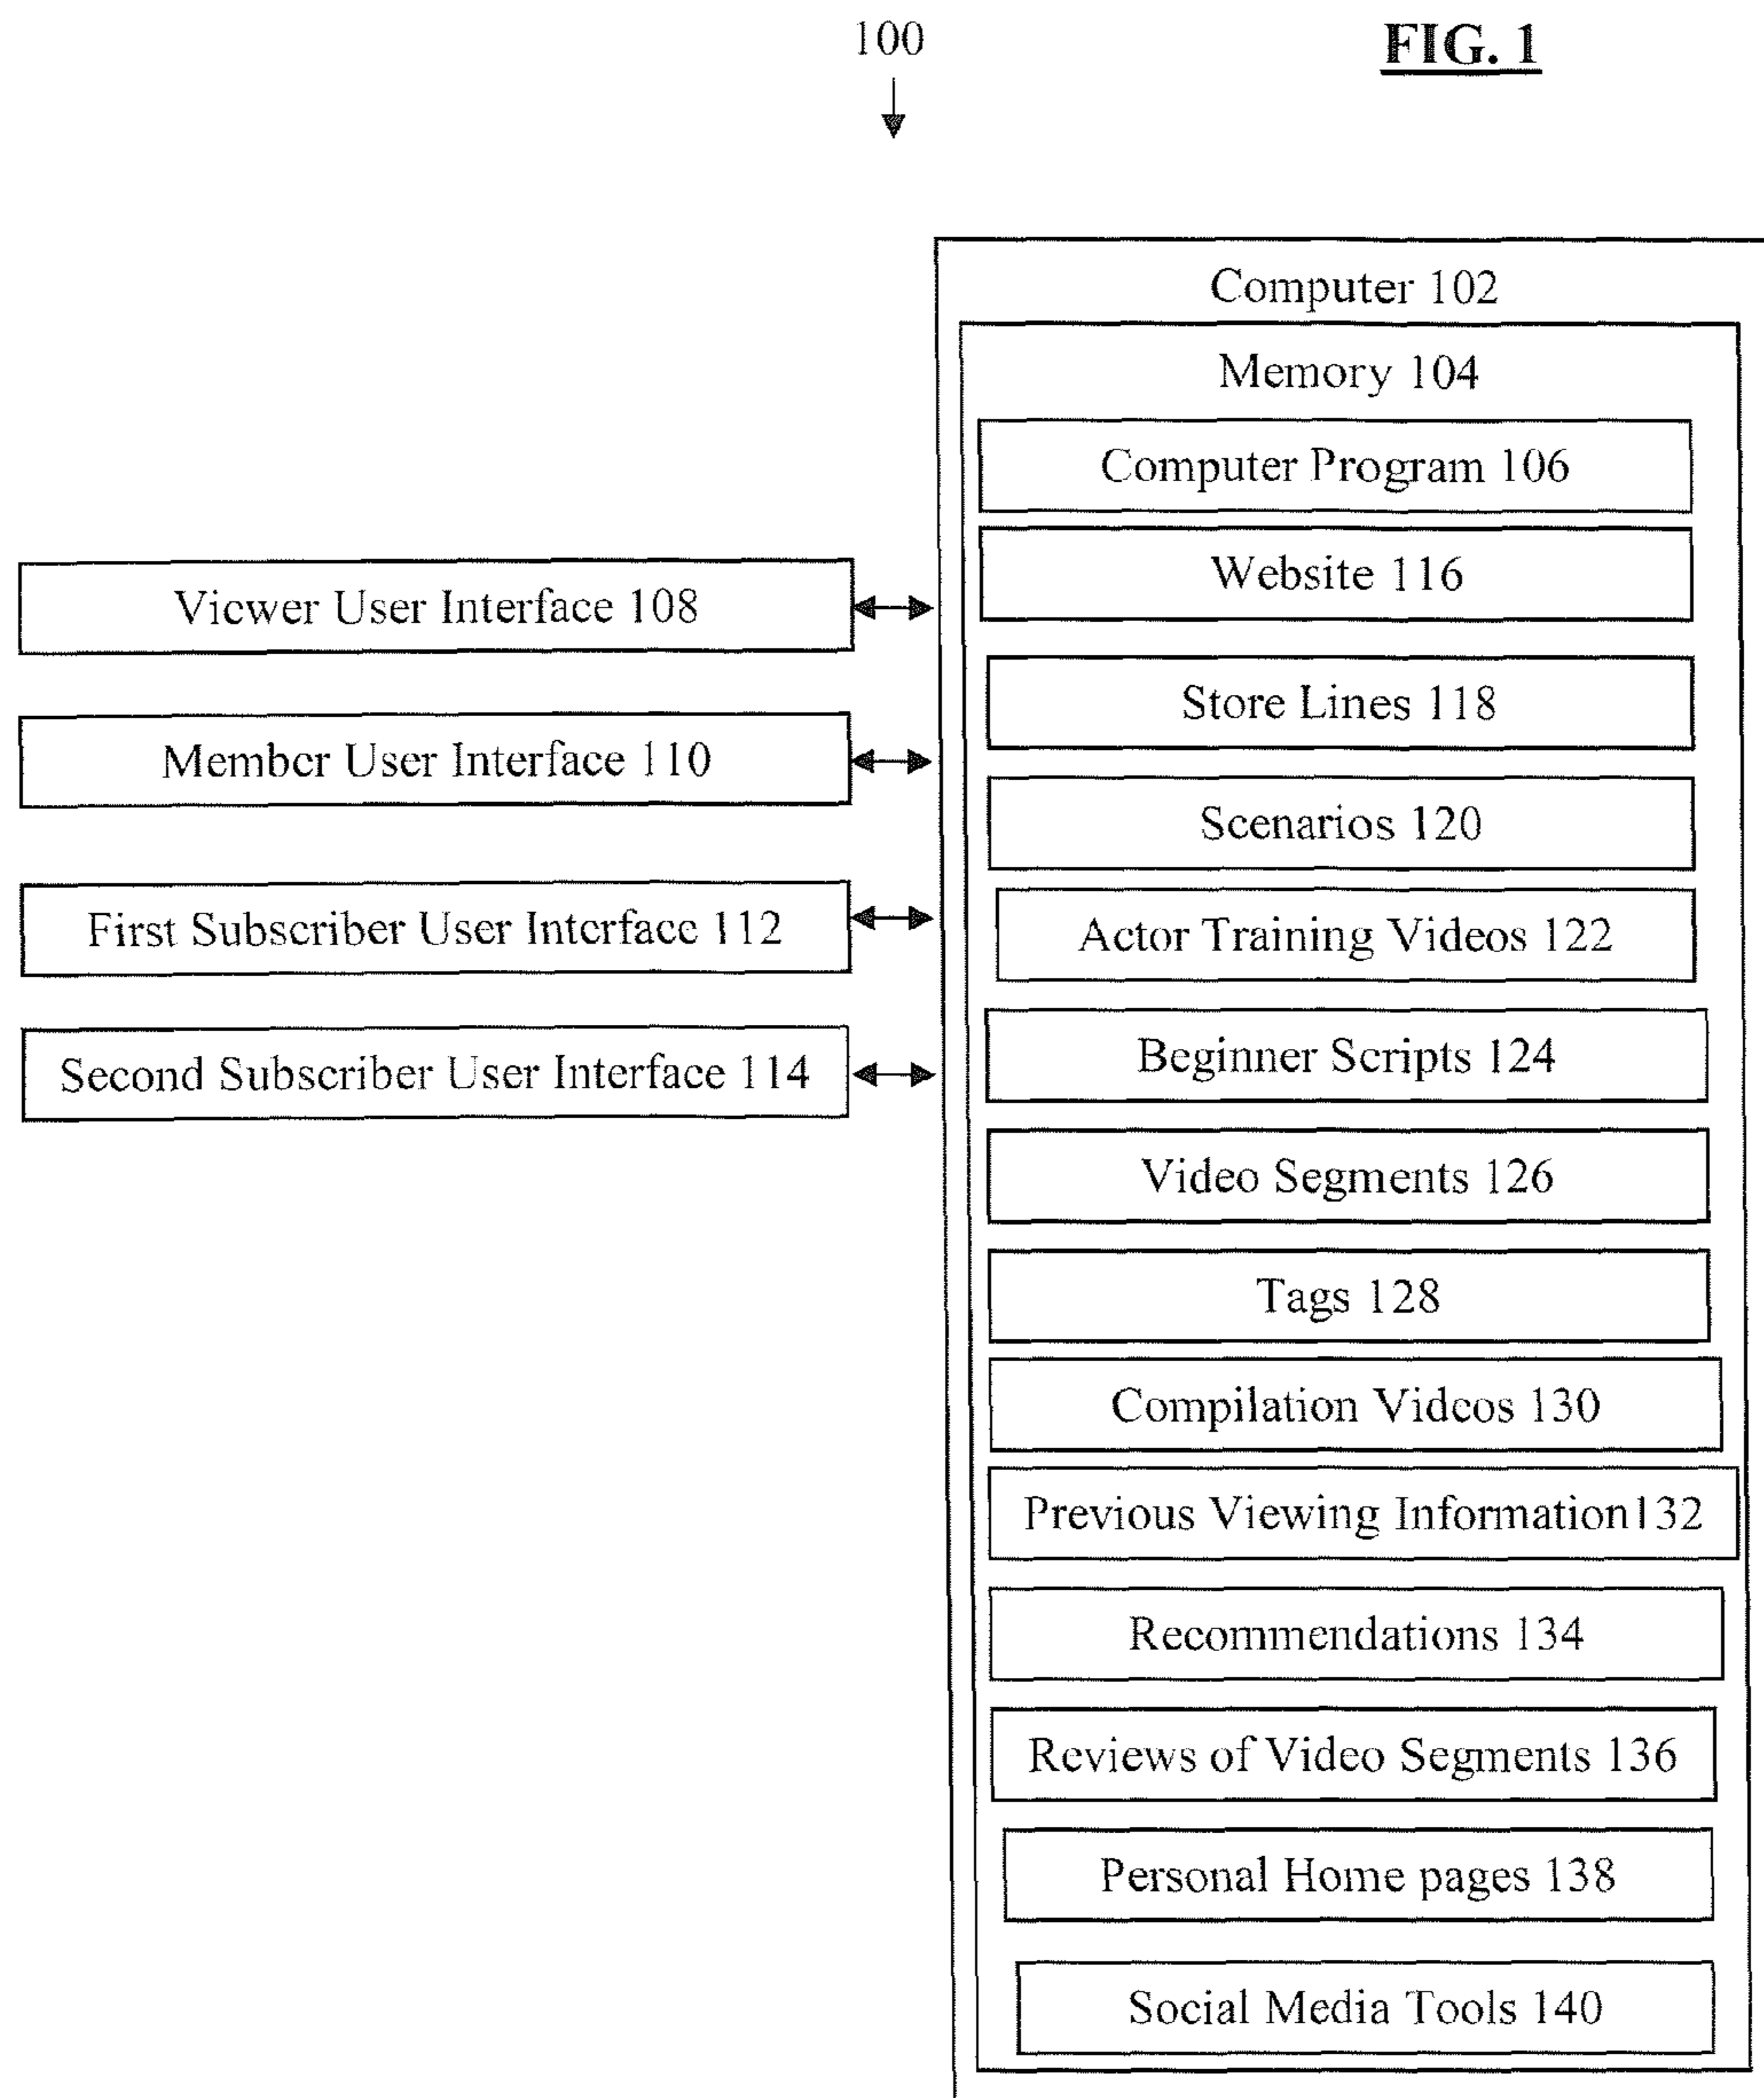 100
FIG. 1
Computer 102
Memory 104
Computer Program 106
Website 116
Viewer User Interface 108
Store Lines 118
Member User Interface 110
Scenarios 120
First Subscriber User Interface 112
Actor Training Videos 122
Second Subscriber User Interface 114
Beginner Scripts 124
Video Segments 126
Tags 128
Compilation Videos 130
Previous Viewing Information132
Recommendations 134
Reviews of Video Segments 136
Personal Home pages 138
Social Media Tools 140